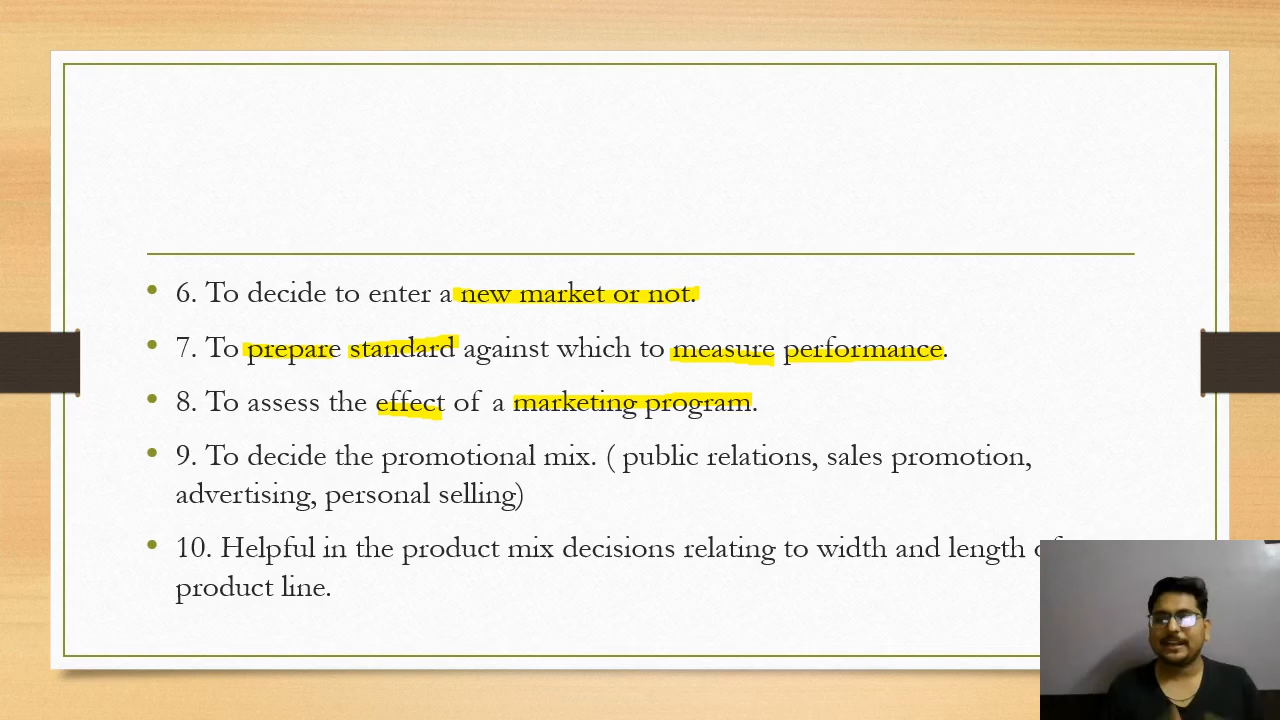 6. To decide to enter a new market or not.
7. To prepare standard against which to measure performance.
8. To assess the effect of a marketing program.
9. To decide the promotional mix. ( public relations, sales promotion,
advertising, personal selling)
10. Helpful in the product mix decisions relating to width and length of
product line.